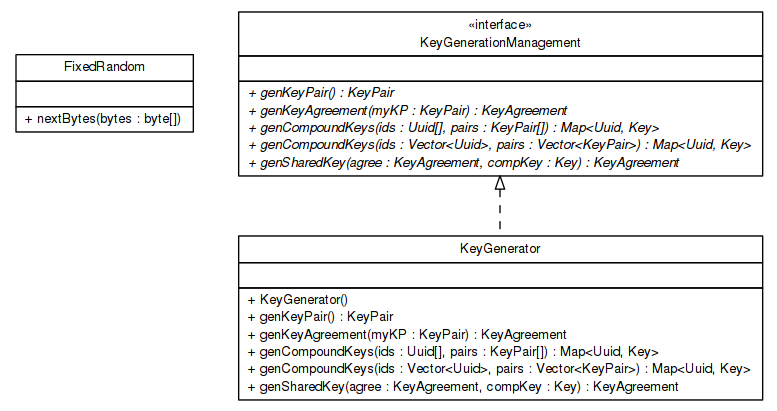 FixedRandom
+ nextBytes(bytes : byte[])
«interface»
KeyGenerationManagement
+ genKeyPair() : KeyPair
+ genKeyAgreement(myKP : KeyPair) : KeyAgreement
+ genCompoundKeys(ids : Uuid[], pairs : KeyPair[]) : Map<Uuid, Key>
+ genCompoundKeys(ids : Vector<Uuid>, pairs : Vector<KeyPair>) : Map<Uuid, Key>
+ genSharedKey(agree : KeyAgreement, compKey : Key) : KeyAgreement
KeyGenerator
+ KeyGenerator()
+ genKeyPair() : KeyPair
+ genKeyAgreement(myKP : KeyPair) : KeyAgreement
+ genCompoundKeys(ids : Uuid[], pairs : KeyPair[]) : Map<Uuid, Key>
+ genCompoundKeys(ids : Vector<Uuid>, pairs : Vector<KeyPair>) : Map<Uuid, Key>
+ genSharedKey(agree : KeyAgreement, compKey : Key) : KeyAgreement